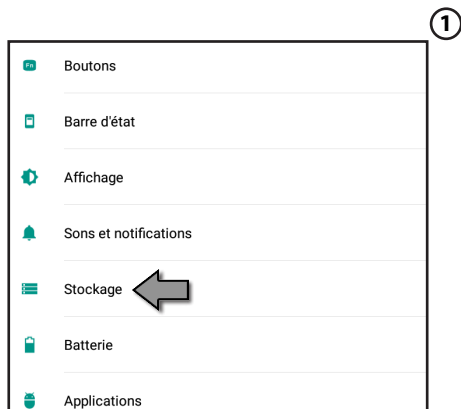 ①
Fn Boutons
Barre d'état
Affichage
Sons et notifications
Stockage
Batterie
Applications